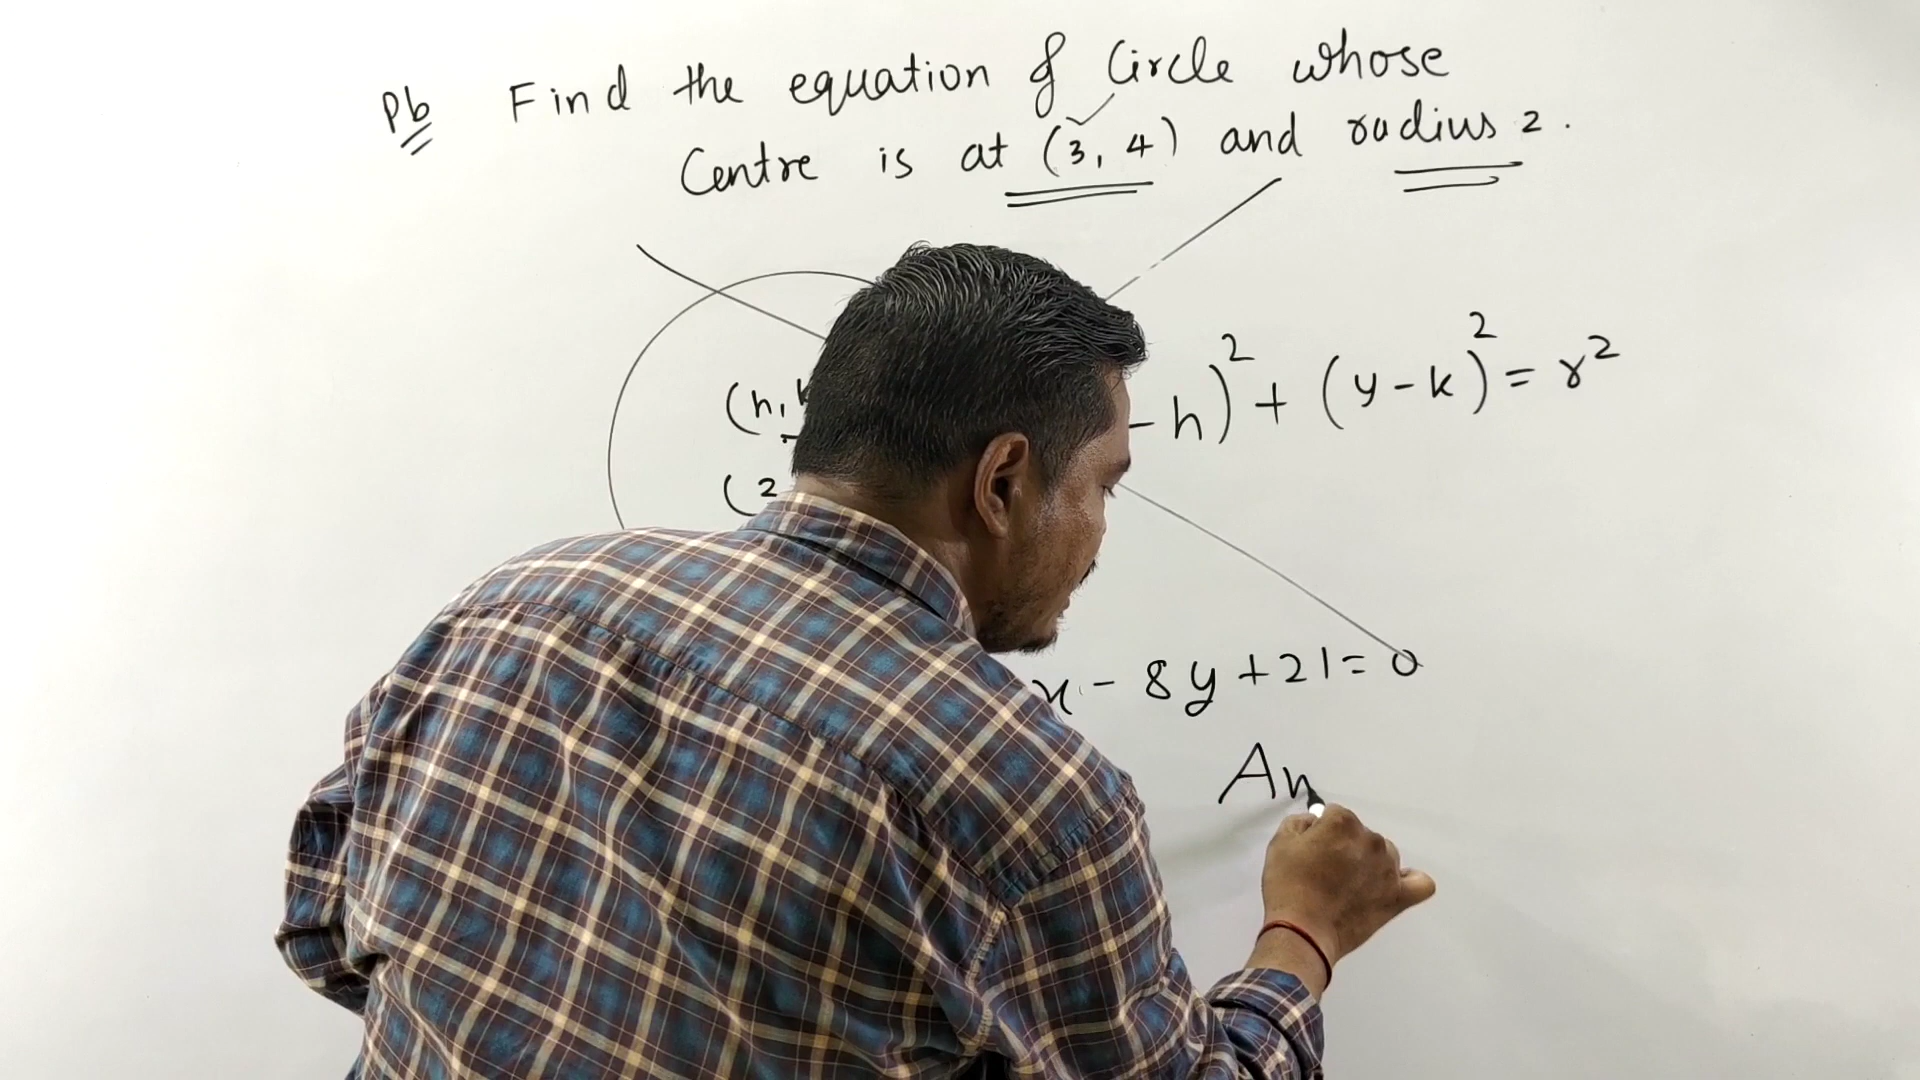 Pb Find the equation of Circle whose
Centre is at (3, 4) and radius 2.
(h, k
- h)² + (y - k)² = r²
(2
x - 8y + 21 = 0
An